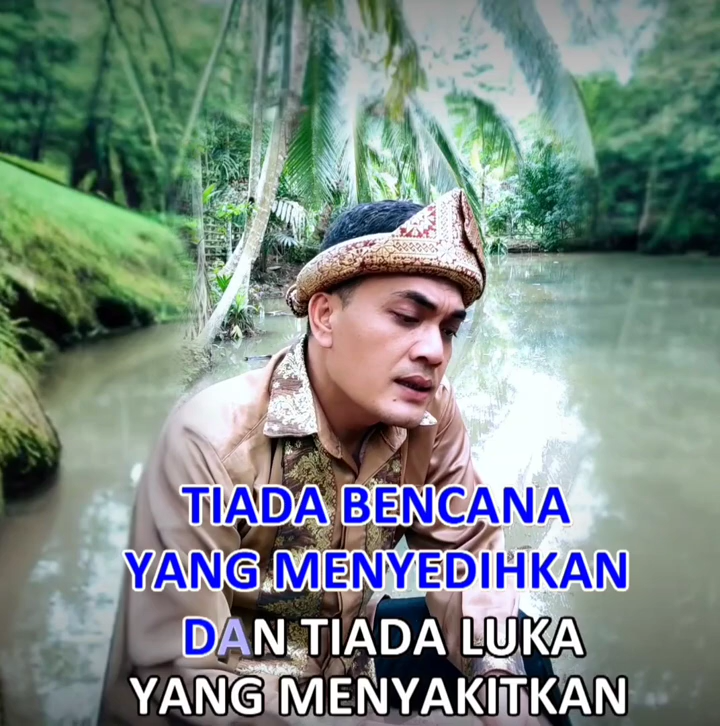 TIADA BENCANA
YANG MENYEDIHKAN
DAN TIADA LUKA
YANG MENYAKITKAN